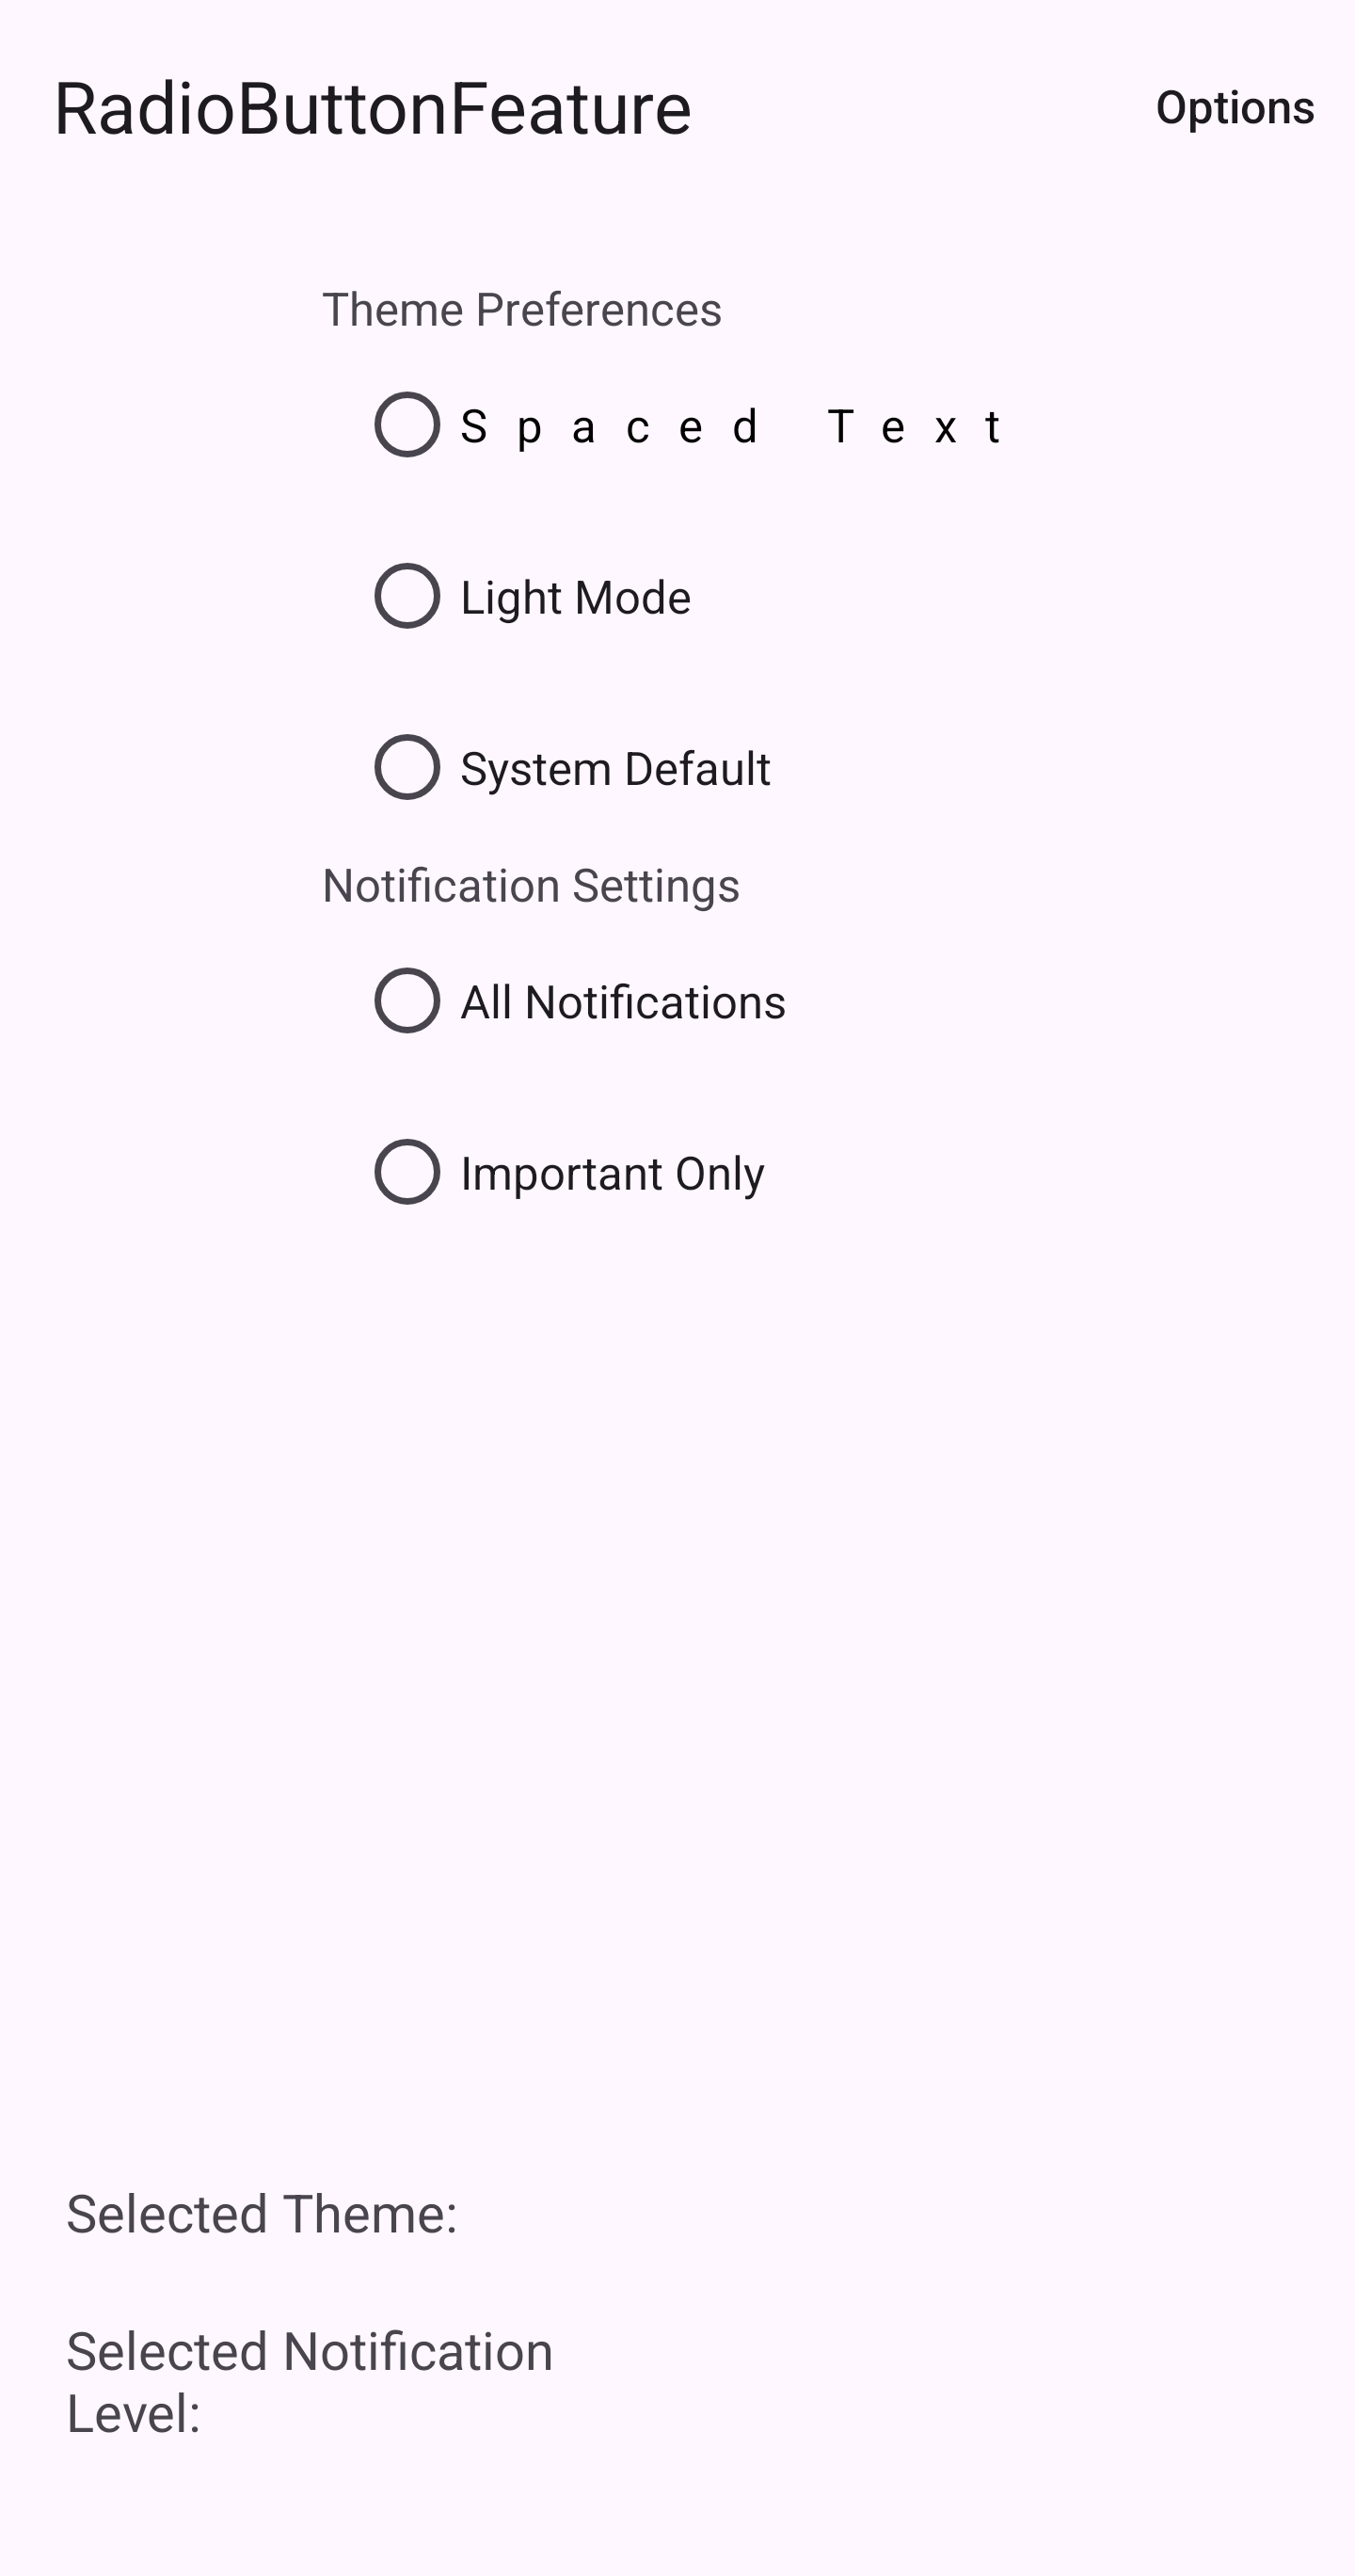 RadioButtonFeature
Options
Theme Preferences
S p a c e d  T e x t
Light Mode
System Default
Notification Settings
All Notifications
Important Only
Selected Theme:
Selected Notification
Level: